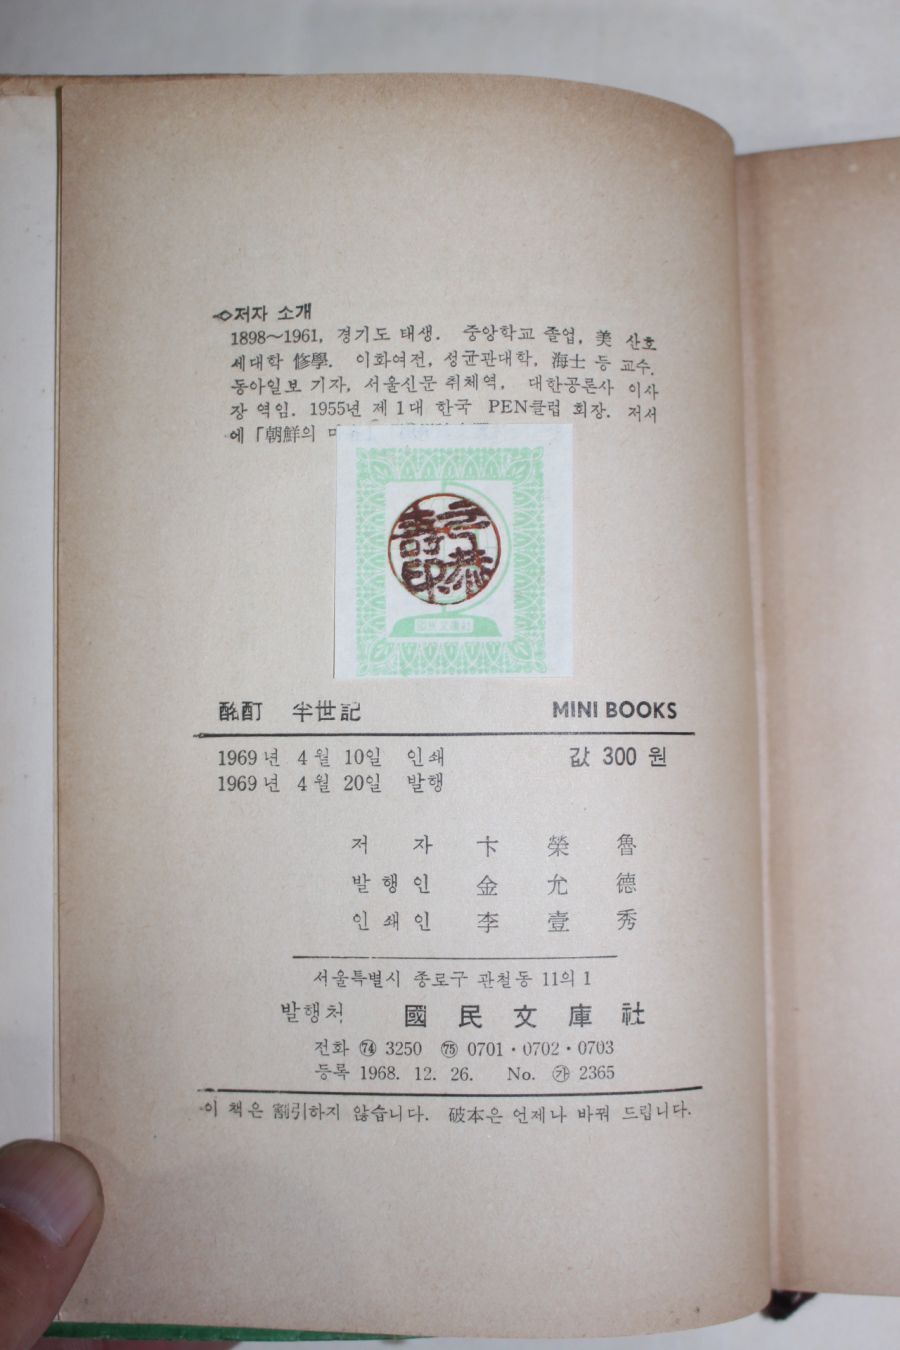 저자 소개
1898～1961, 경기도 태생. 중앙학교 졸업, 美 산호
세대학 修學. 이화여전, 성균관대학, 海士 등 교수.
동아일보 기자, 서울신문 취체역, 대한공론사 이사
장 역임. 1955년 제1대 한국 PEN클럽 회장. 저서
에 「朝鮮의
酩酊 半世記 MINI BOOKS
1969년 4월 10일 인쇄 값 300 원
1969년 4월 20일 발행
저 자 卞 榮 魯
발 행 인 金 允 德
인 쇄 인 李 壹 秀
서울특별시 종로구 관철동 11의 1
발행처 國 民 文 庫 社
전화 ㉔ 3250 ㉕ 0701·0702·0703
등록 1968. 12. 26. No. ㉮ 2365
이 책은 割引하지 않습니다. 破本은 언제나 바꿔 드립니다.